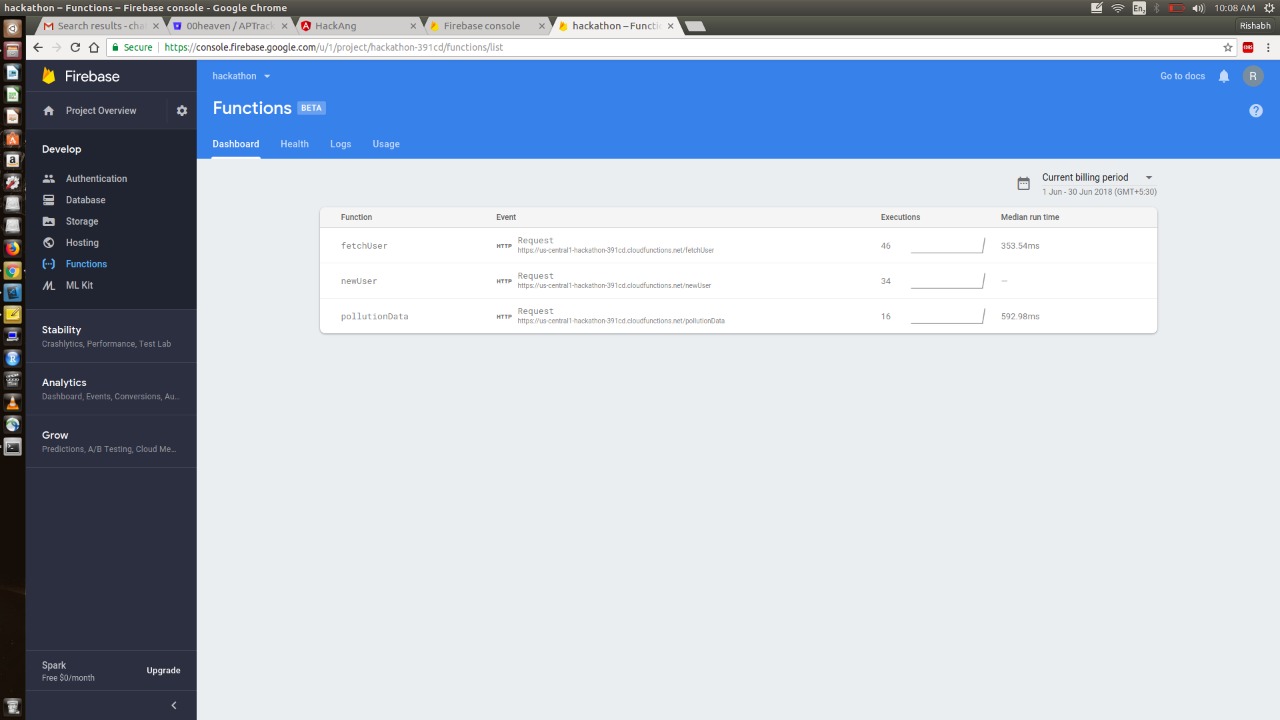 hackathon – Functions – Firebase console - Google Chrome
En
10:08 AM
Search results - cha
00heaven / APTrack
HackAng
Firebase console
hackathon – Functio
Rishabh
Secure
https://console.firebase.google.com/u/1/project/hackathon-391cd/functions/list
Firebase
hackathon
Go to docs
R
Project Overview
Functions
BETA
?
Dashboard
Health
Logs
Usage
Develop
Authentication
Database
Storage
Hosting
Functions
ML Kit
Stability
Crashlytics, Performance, Test Lab
Analytics
Dashboard, Events, Conversions, Au...
Grow
Predictions, A/B Testing, Cloud Me...
Spark
Free $0/month
Upgrade
Current billing period
1 Jun - 30 Jun 2018 (GMT+5:30)
Function Event Executions Median run time
fetchUser HTTP Request 46 353.54ms
https://us-central1-hackathon-391cd.cloudfunctions.net/fetchUser
newUser HTTP Request 34 —
https://us-central1-hackathon-391cd.cloudfunctions.net/newUser
pollutionData HTTP Request 16 592.98ms
https://us-central1-hackathon-391cd.cloudfunctions.net/pollutionData